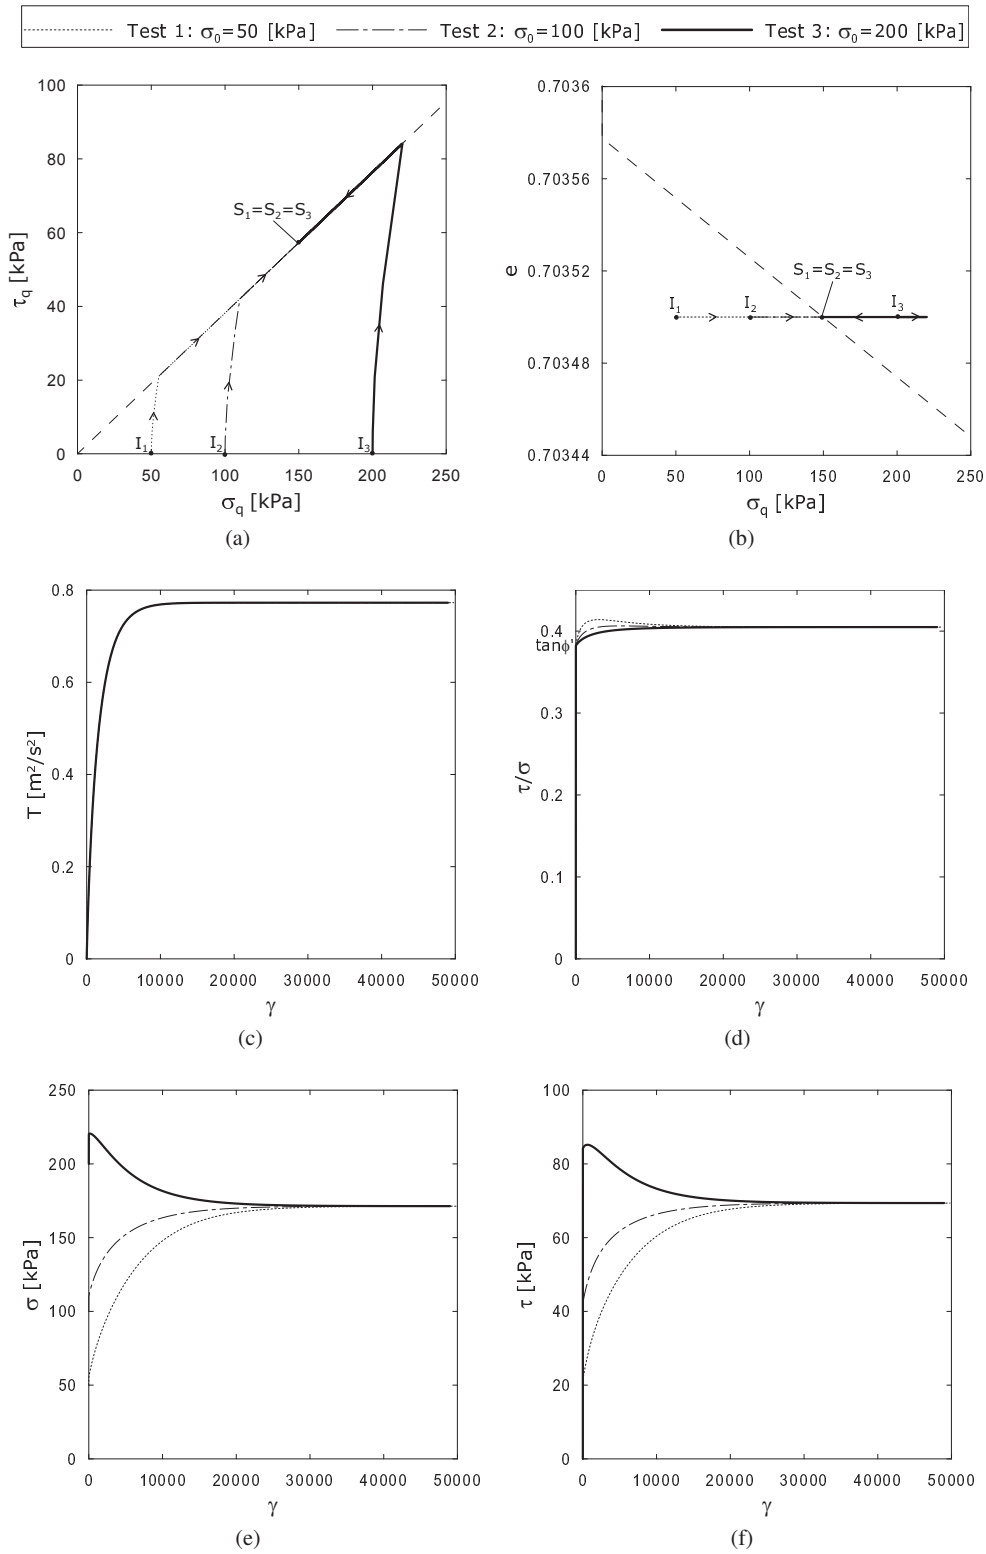 Test 1: σ0=50 [kPa] Test 2: σ0=100 [kPa] Test 3: σ0=200 [kPa]
100
80
60
40
20
0
τq [kPa]
S1=S2=S3
I1 I2 I3
0 50 100 150 200 250
σq [kPa]
(a)
0.7036
0.70356
0.70352
0.70348
0.70344
e
S1=S2=S3
I1 I2 I3
0 50 100 150 200 250
σq [kPa]
(b)
0.8
0.6
0.4
0.2
0
T [m²/s²]
0 10000 20000 30000 40000 50000
γ
(c)
0.4
tanϕ'
0.3
0.2
0.1
0
τ/σ
0 10000 20000 30000 40000 50000
γ
(d)
250
200
150
100
50
0
σ [kPa]
0 10000 20000 30000 40000 50000
γ
(e)
100
80
60
40
20
0
τ [kPa]
0 10000 20000 30000 40000 50000
γ
(f)